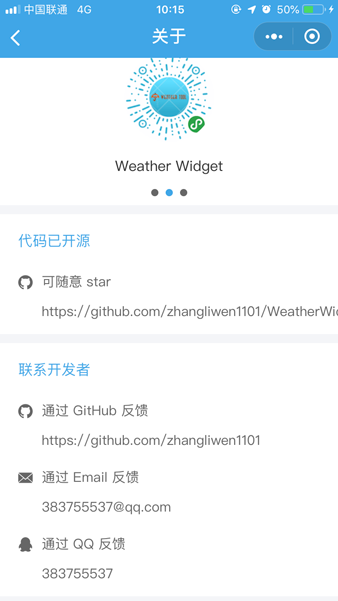 中国联通 4G 10:15 50%
关于
Weather Widget
代码已开源
可随意 star
https://github.com/zhangliwen1101/WeatherWid
联系开发者
通过 GitHub 反馈
https://github.com/zhangliwen1101
通过 Email 反馈
383755537@qq.com
通过 QQ 反馈
383755537